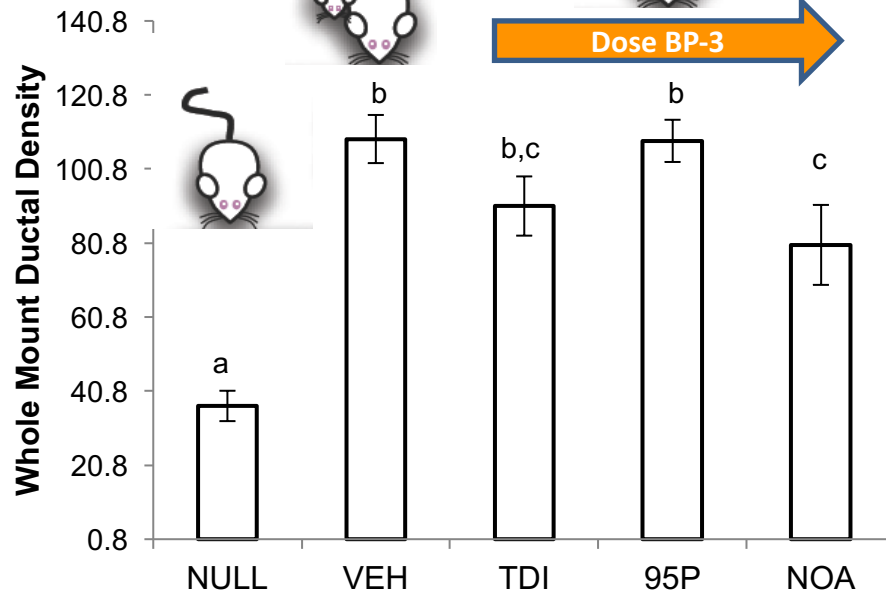 140.8
Dose BP-3
120.8
b
b
b,c
c
100.8
80.8
60.8
a
40.8
20.8
0.8
Whole Mount Ductal Density
NULL VEH TDI 95P NOA